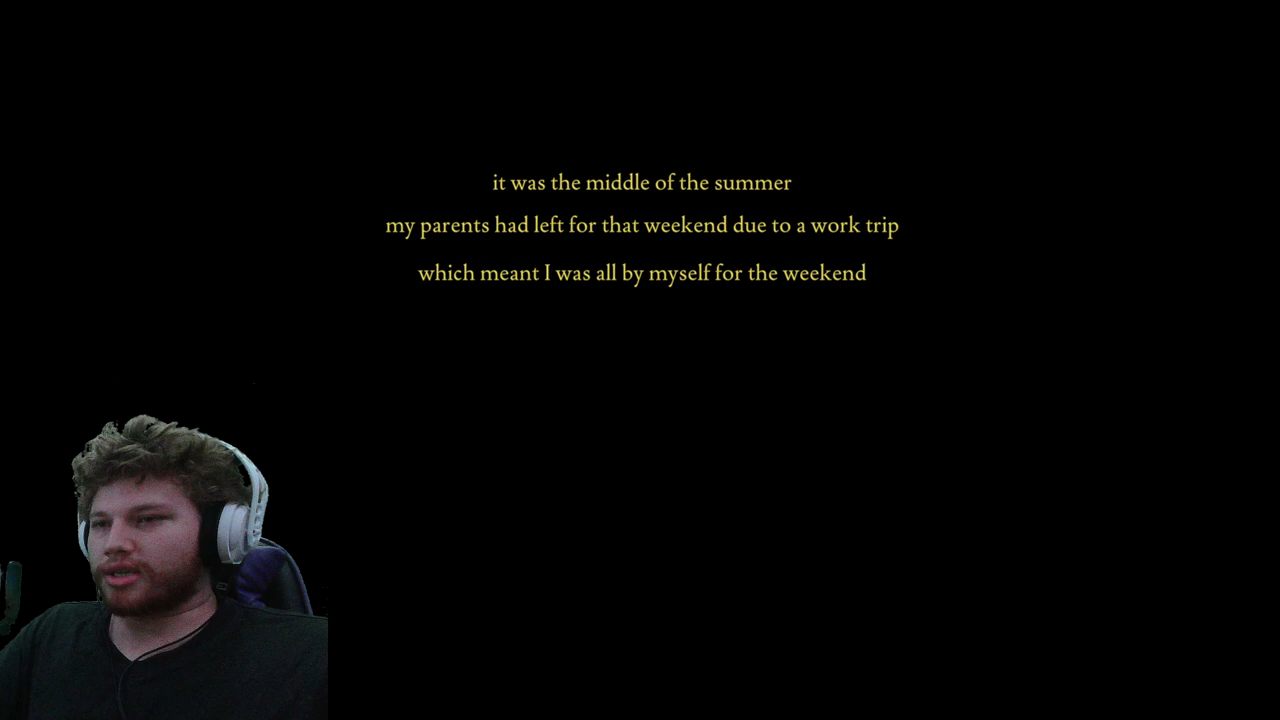 it was the middle of the summer
my parents had left for that weekend due to a work trip
which meant I was all by myself for the weekend